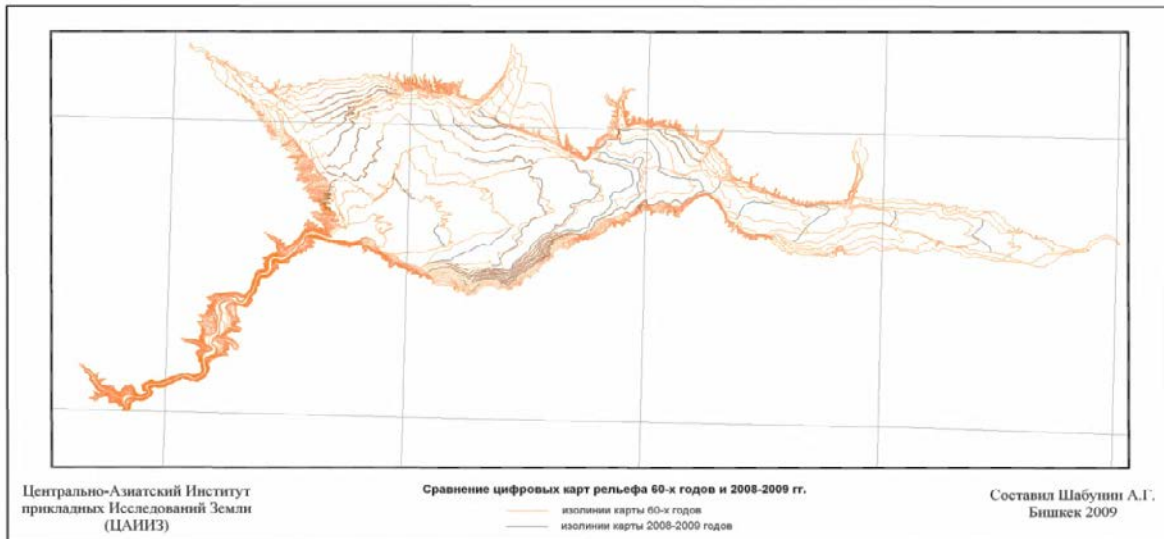 Центрально-Азиатский Институт
прикладных Исследований Земли
(ЦАИИЗ)
Сравнение цифровых карт рельефа 60-х годов и 2008-2009 гг.
изолинии карты 60-х годов
изолинии карты 2008-2009 годов
Составил Шабунин А.Г.
Бишкек 2009